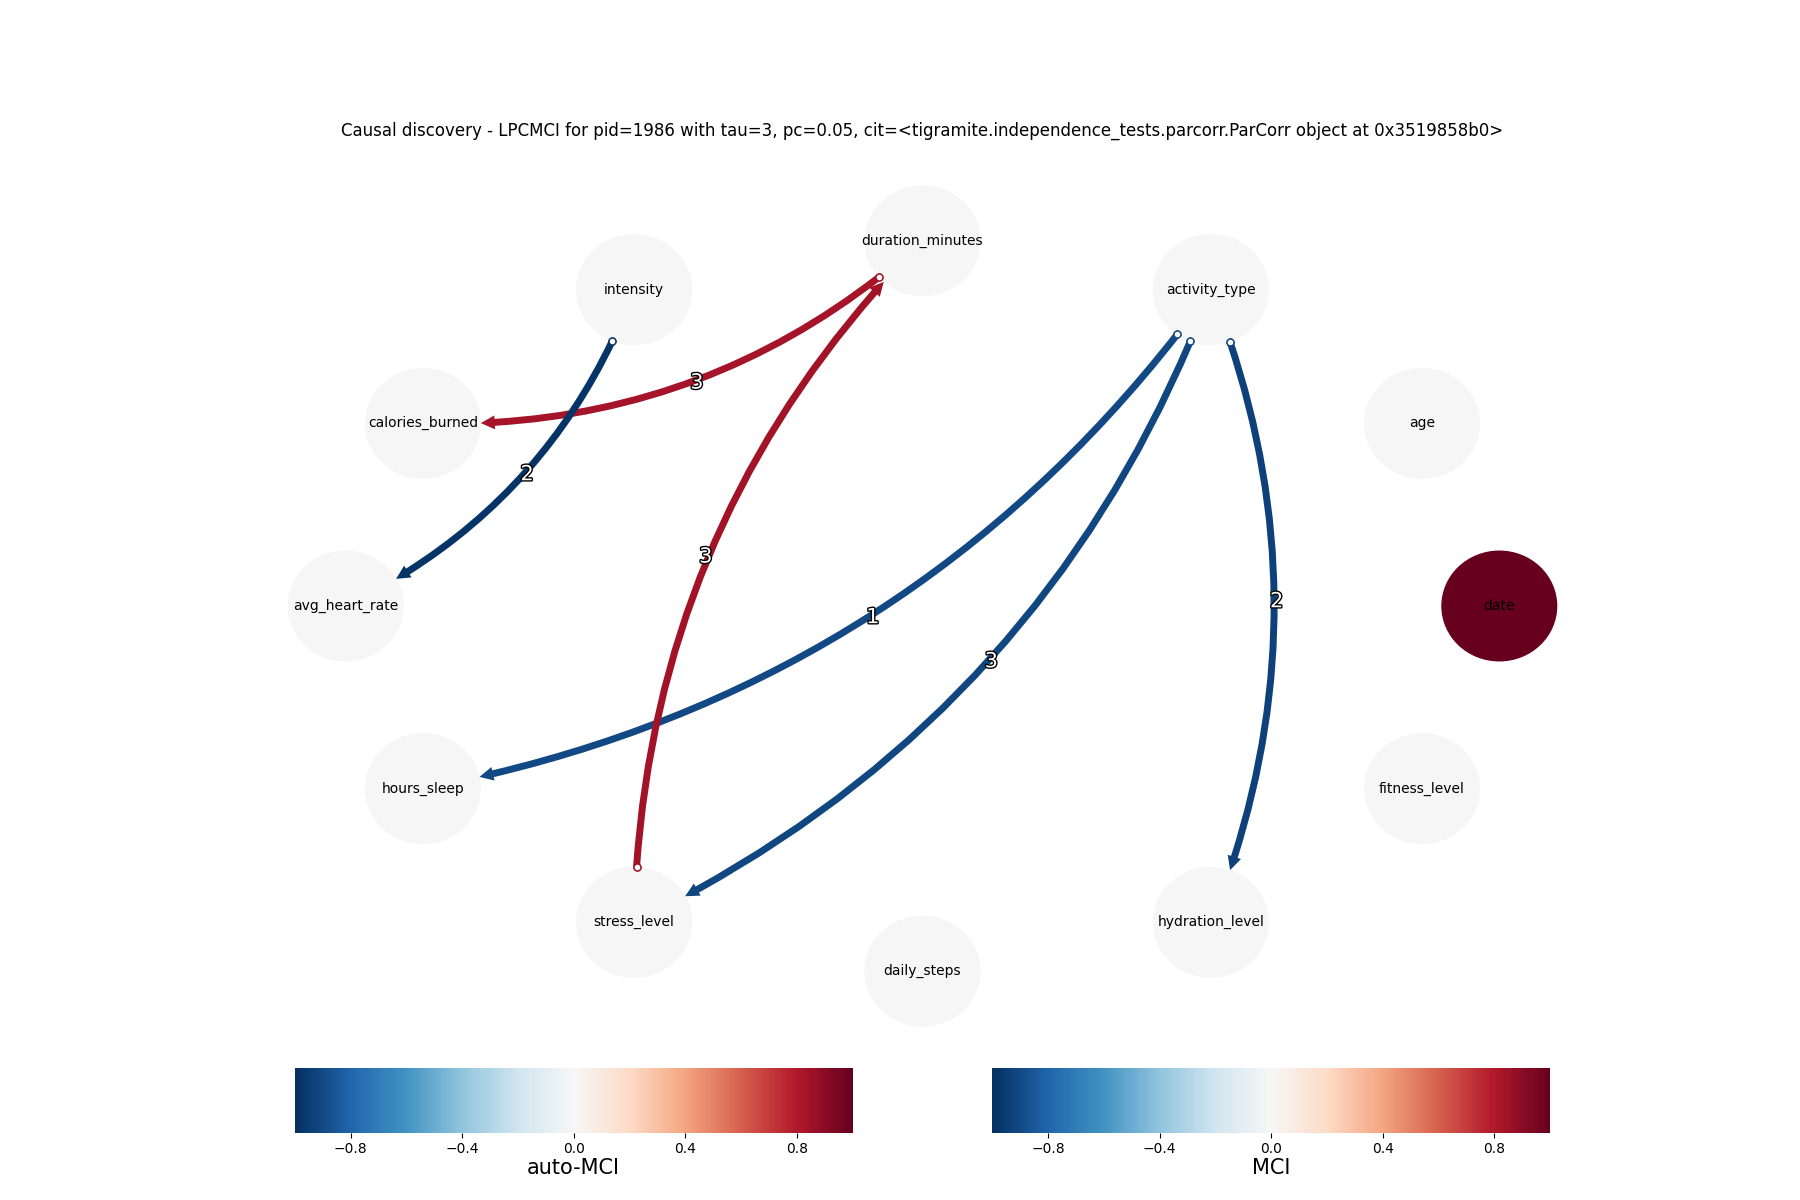 Causal discovery - LPCMCI for pid=1986 with tau=3, pc=0.05, cit=<tigramite.independence_tests.parcorr.ParCorr object at 0x3519858b0>
duration_minutes
intensity
activity_type
3
calories_burned
age
2
3
avg_heart_rate
1
2
date
3
hours_sleep
fitness_level
stress_level
hydration_level
daily_steps
−0.8 −0.4 0.0 0.4 0.8
auto-MCI
−0.8 −0.4 0.0 0.4 0.8
MCI